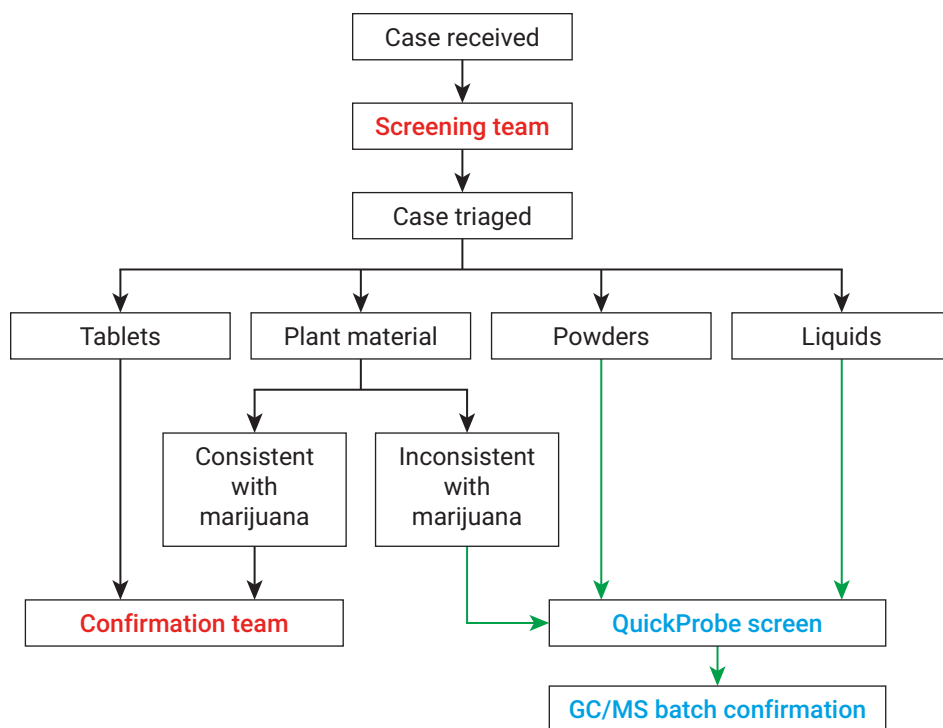 Case received
Screening team
Case triaged
Tablets
Plant material
Powders
Liquids
Consistent
with
marijuana
Inconsistent
with
marijuana
Confirmation team
QuickProbe screen
GC/MS batch confirmation